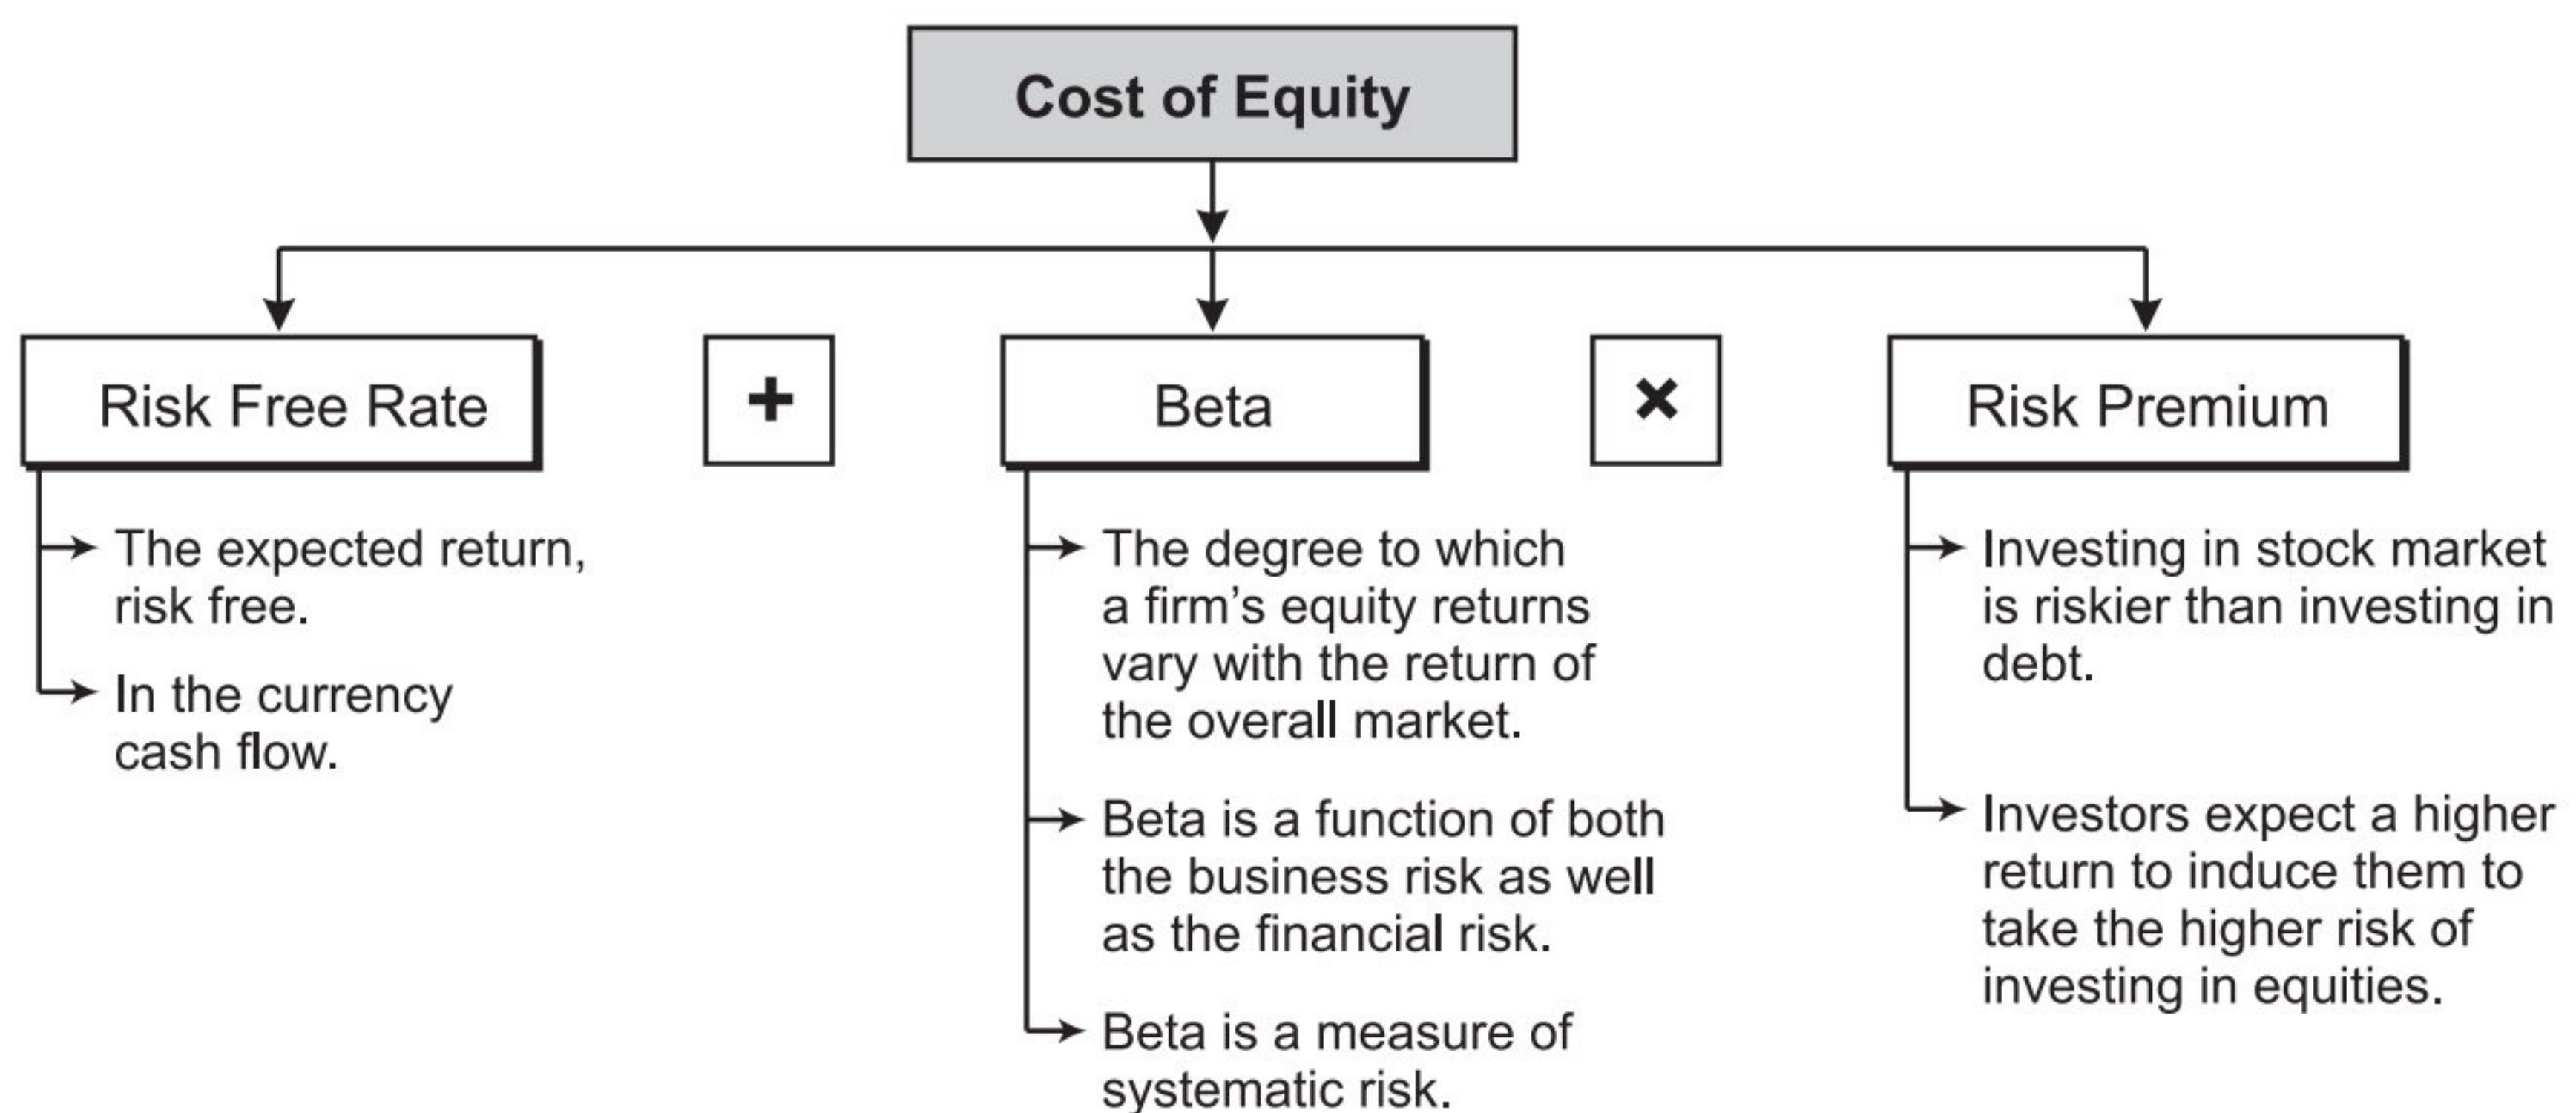 Cost of Equity
Risk Free Rate
+
Beta
×
Risk Premium
The expected return,
risk free.
In the currency
cash flow.
The degree to which
a firm’s equity returns
vary with the return of
the overall market.
Beta is a function of both
the business risk as well
as the financial risk.
Beta is a measure of
systematic risk.
Investing in stock market
is riskier than investing in
debt.
Investors expect a higher
return to induce them to
take the higher risk of
investing in equities.